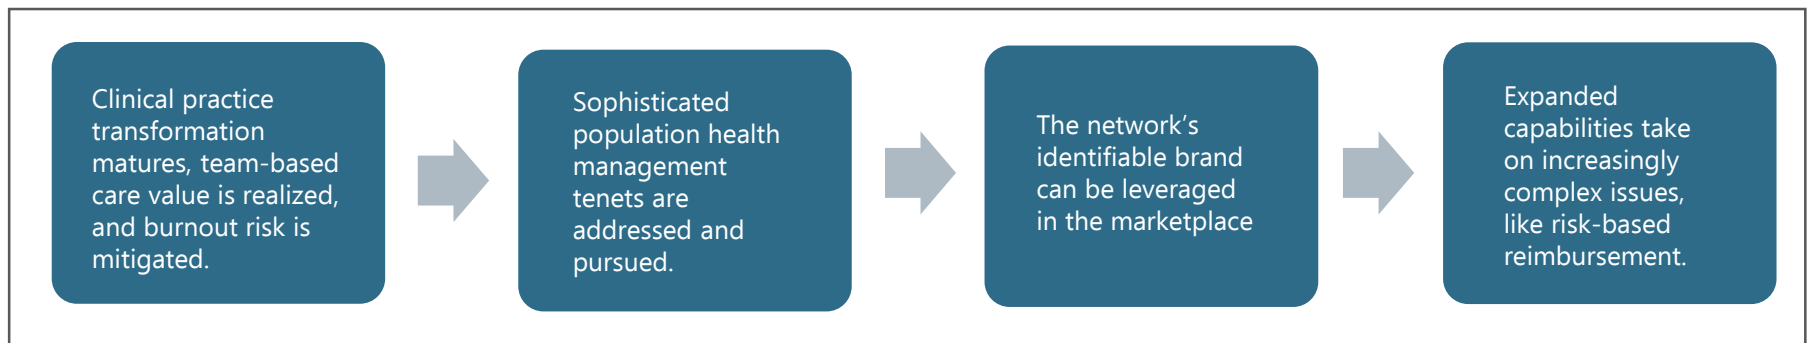 Clinical practice
transformation
matures, team-based
care value is realized,
and burnout risk is
mitigated.
Sophisticated
population health
management
tenets are
addressed and
pursued.
The network’s
identifiable brand
can be leveraged
in the marketplace
Expanded
capabilities take
on increasingly
complex issues,
like risk-based
reimbursement.